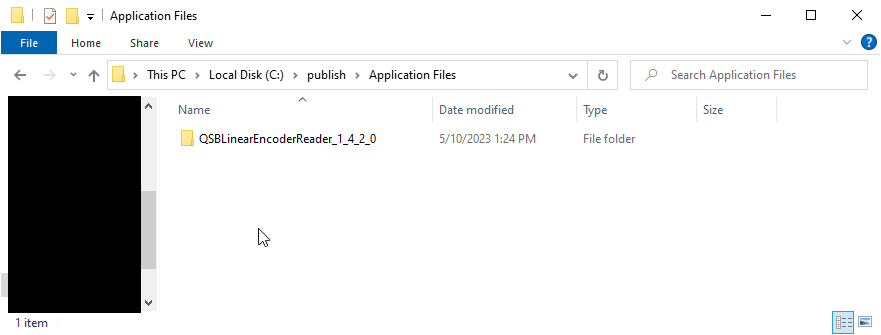 Application Files
File Home Share View
This PC Local Disk (C:) publish Application Files Search Application Files
Name Date modified Type Size
QSBLinearEncoderReader_1_4_2_0 5/10/2023 1:24 PM File folder
1 item